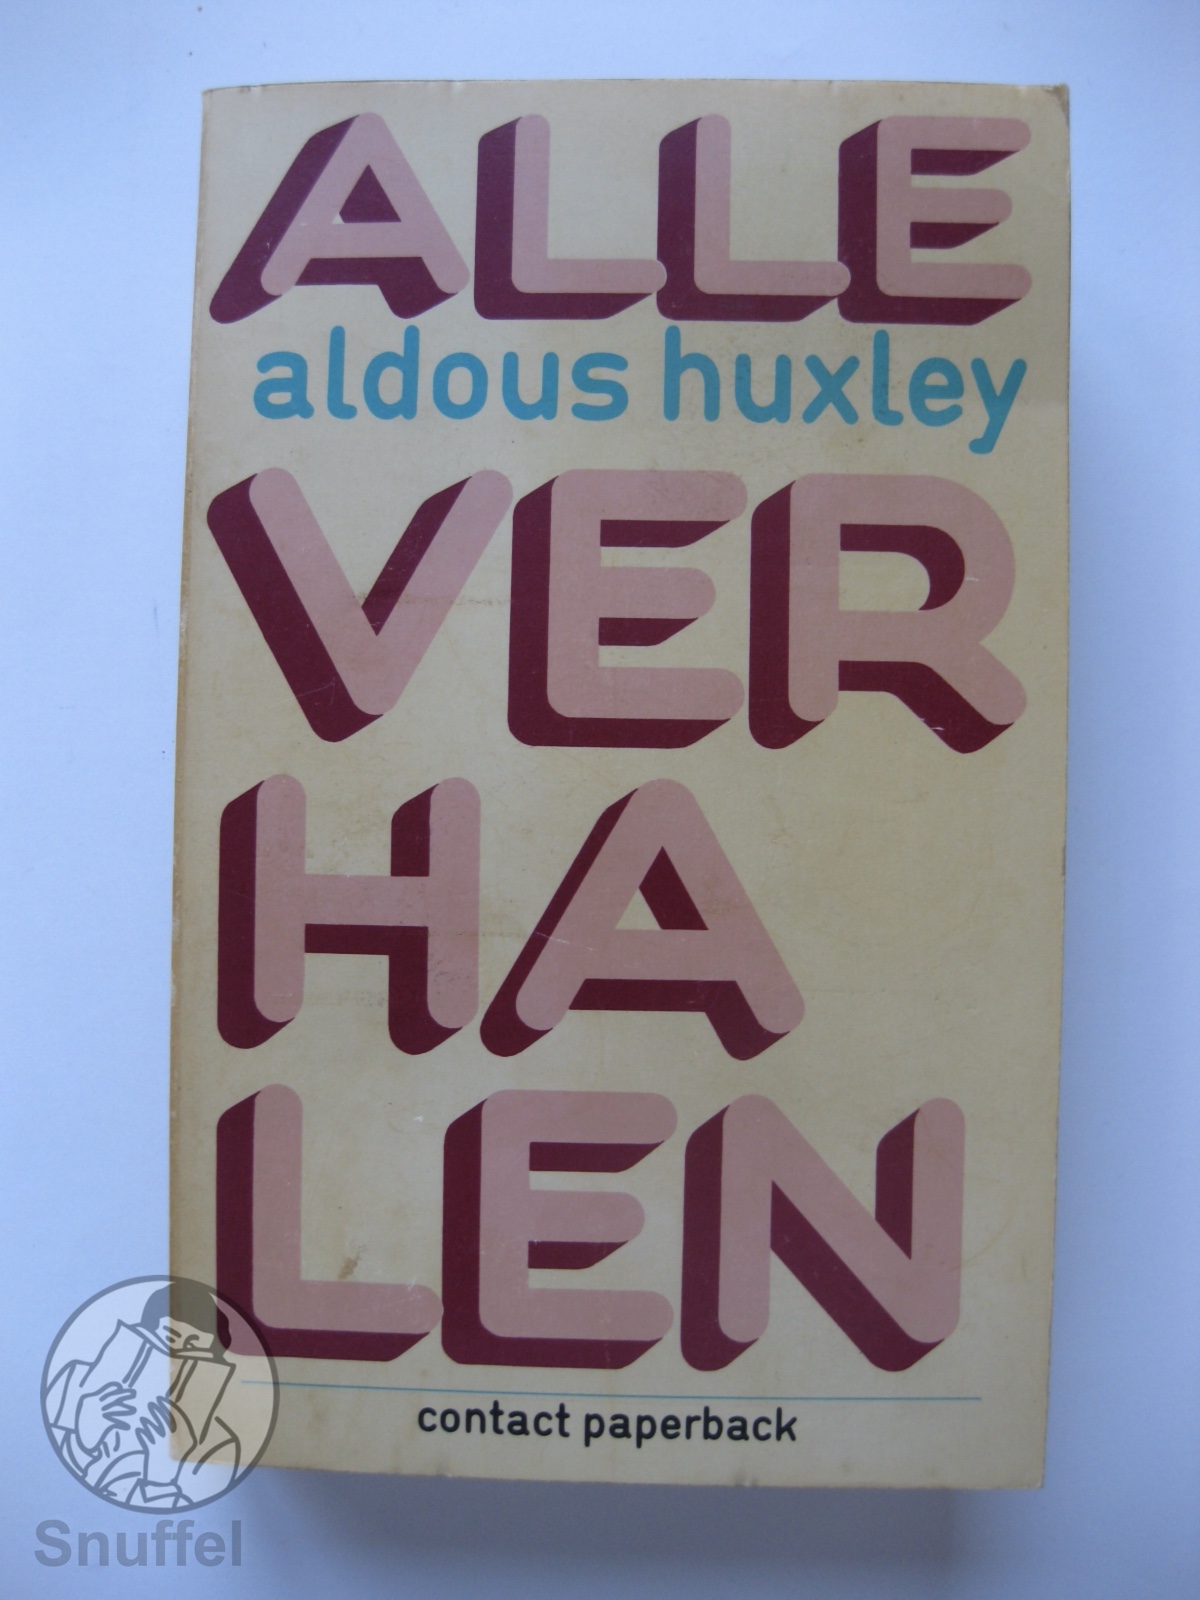 ALLE
aldous huxley
VER
HA
LEN
contact paperback
Snuffel